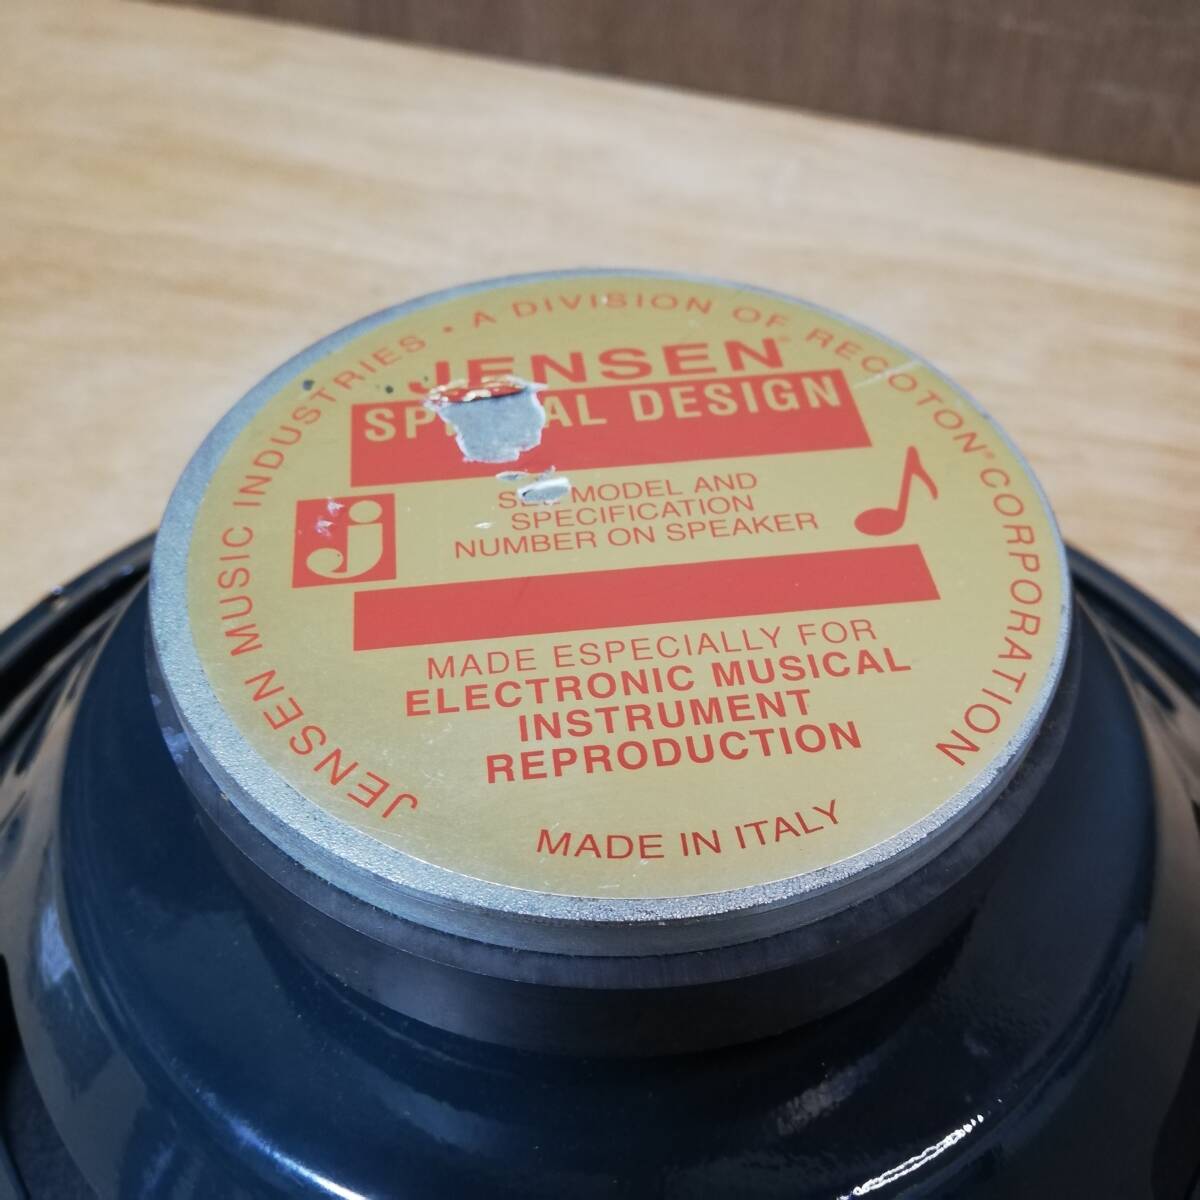 JENSEN MUSIC INDUSTRIES • A DIVISION OF RECOTON® CORPORATION
JENSEN®
DESIGN
j
MODEL AND
SPECIFICATION
NUMBER ON SPEAKER
MADE ESPECIALLY FOR
ELECTRONIC MUSICAL
INSTRUMENT
REPRODUCTION
MADE IN ITALY